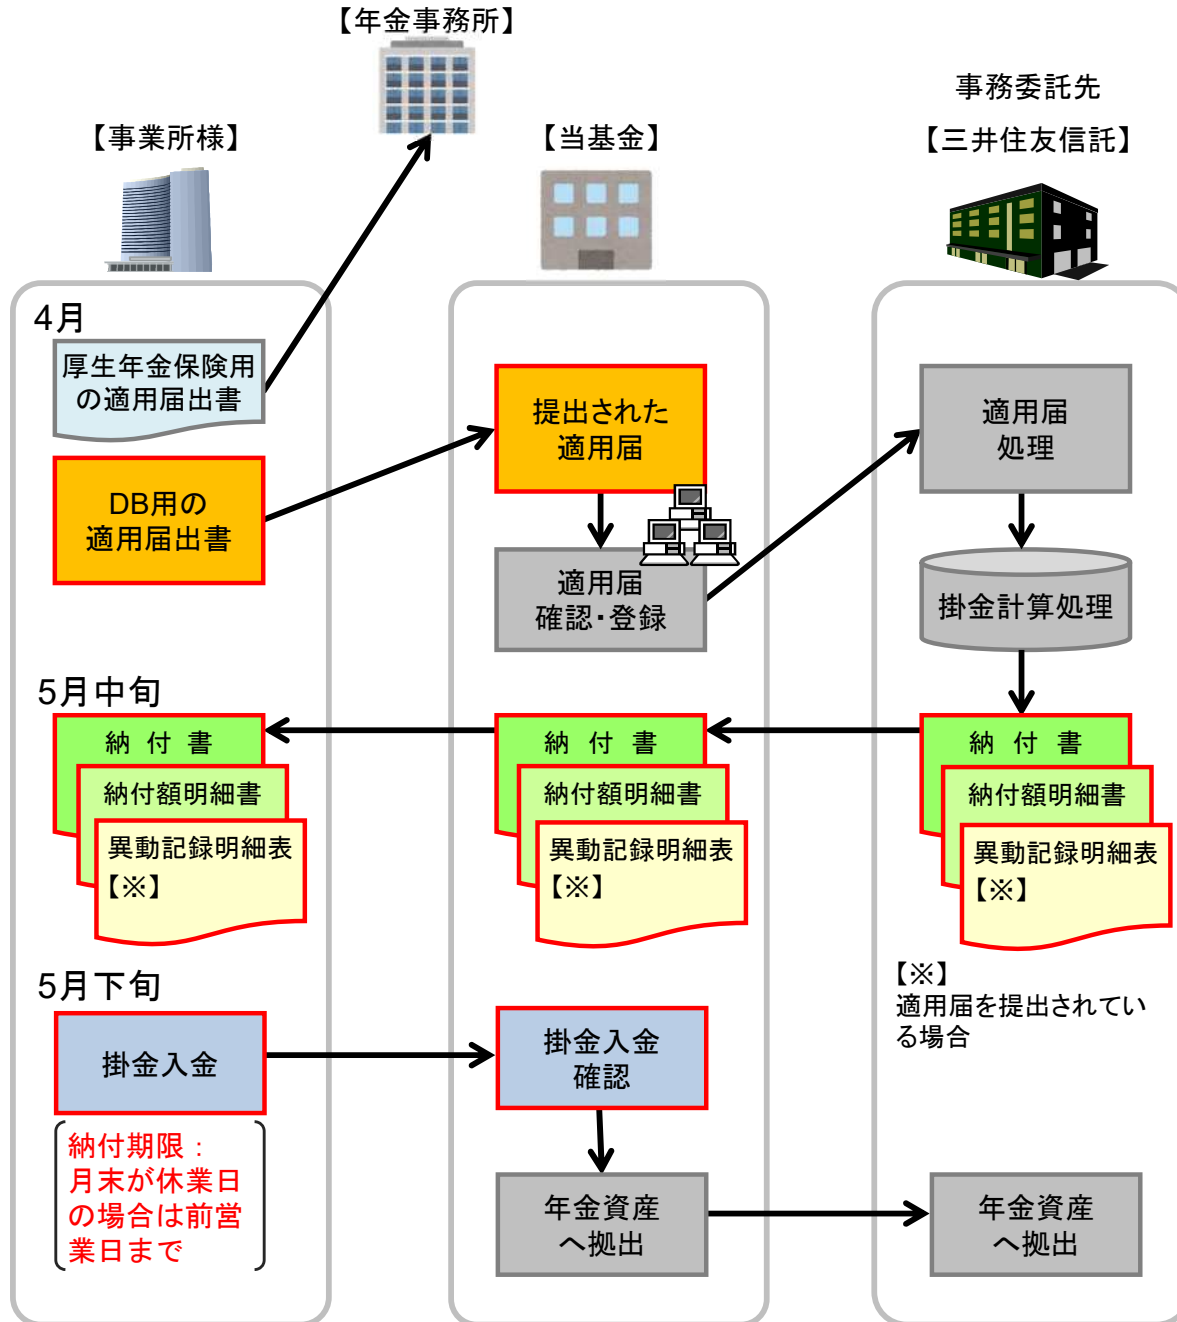 【年金事務所】
事務委託先
【事業所様】
【当基金】
【三井住友信託】
4月
厚生年金保険用
の適用届出書
DB用の
適用届出書
提出された
適用届
適用届
確認・登録
適用届
処理
掛金計算処理
5月中旬
納 付 書
納付額明細書
異動記録明細表
【※】
納 付 書
納付額明細書
異動記録明細表
【※】
納 付 書
納付額明細書
異動記録明細表
【※】
【※】
適用届を提出されてい
る場合
5月下旬
掛金入金
掛金入金
確認
納付期限：
月末が休業日
の場合は前営
業日まで
年金資産
へ拠出
年金資産
へ拠出